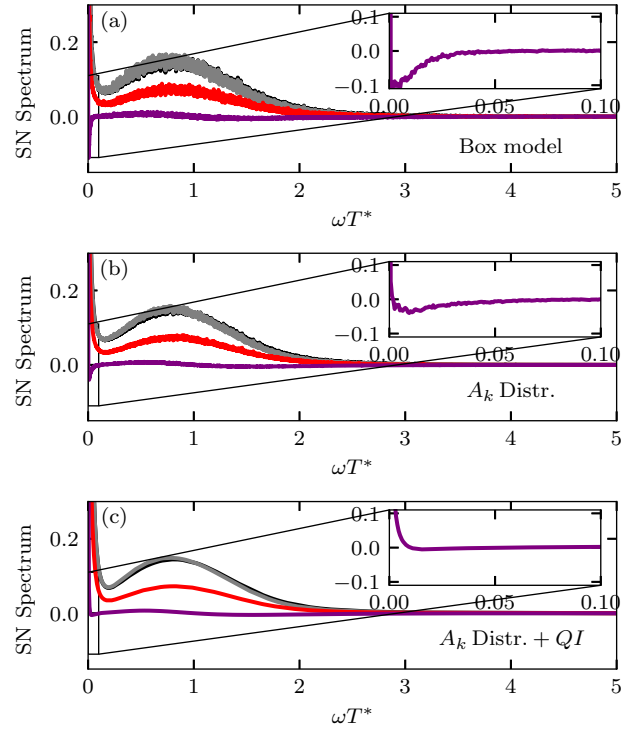 (a)
SN Spectrum
0.2
0.0
0.1
0.0
−0.1
0.00 0.05 0.10
Box model
0 1 2 3 4 5
ωT*
(b)
SN Spectrum
0.2
0.0
0.1
0.0
−0.1
0.00 0.05 0.10
A_k Distr.
0 1 2 3 4 5
ωT*
(c)
SN Spectrum
0.2
0.0
0.1
0.0
−0.1
0.00 0.05 0.10
A_k Distr. + QI
0 1 2 3 4 5
ωT*